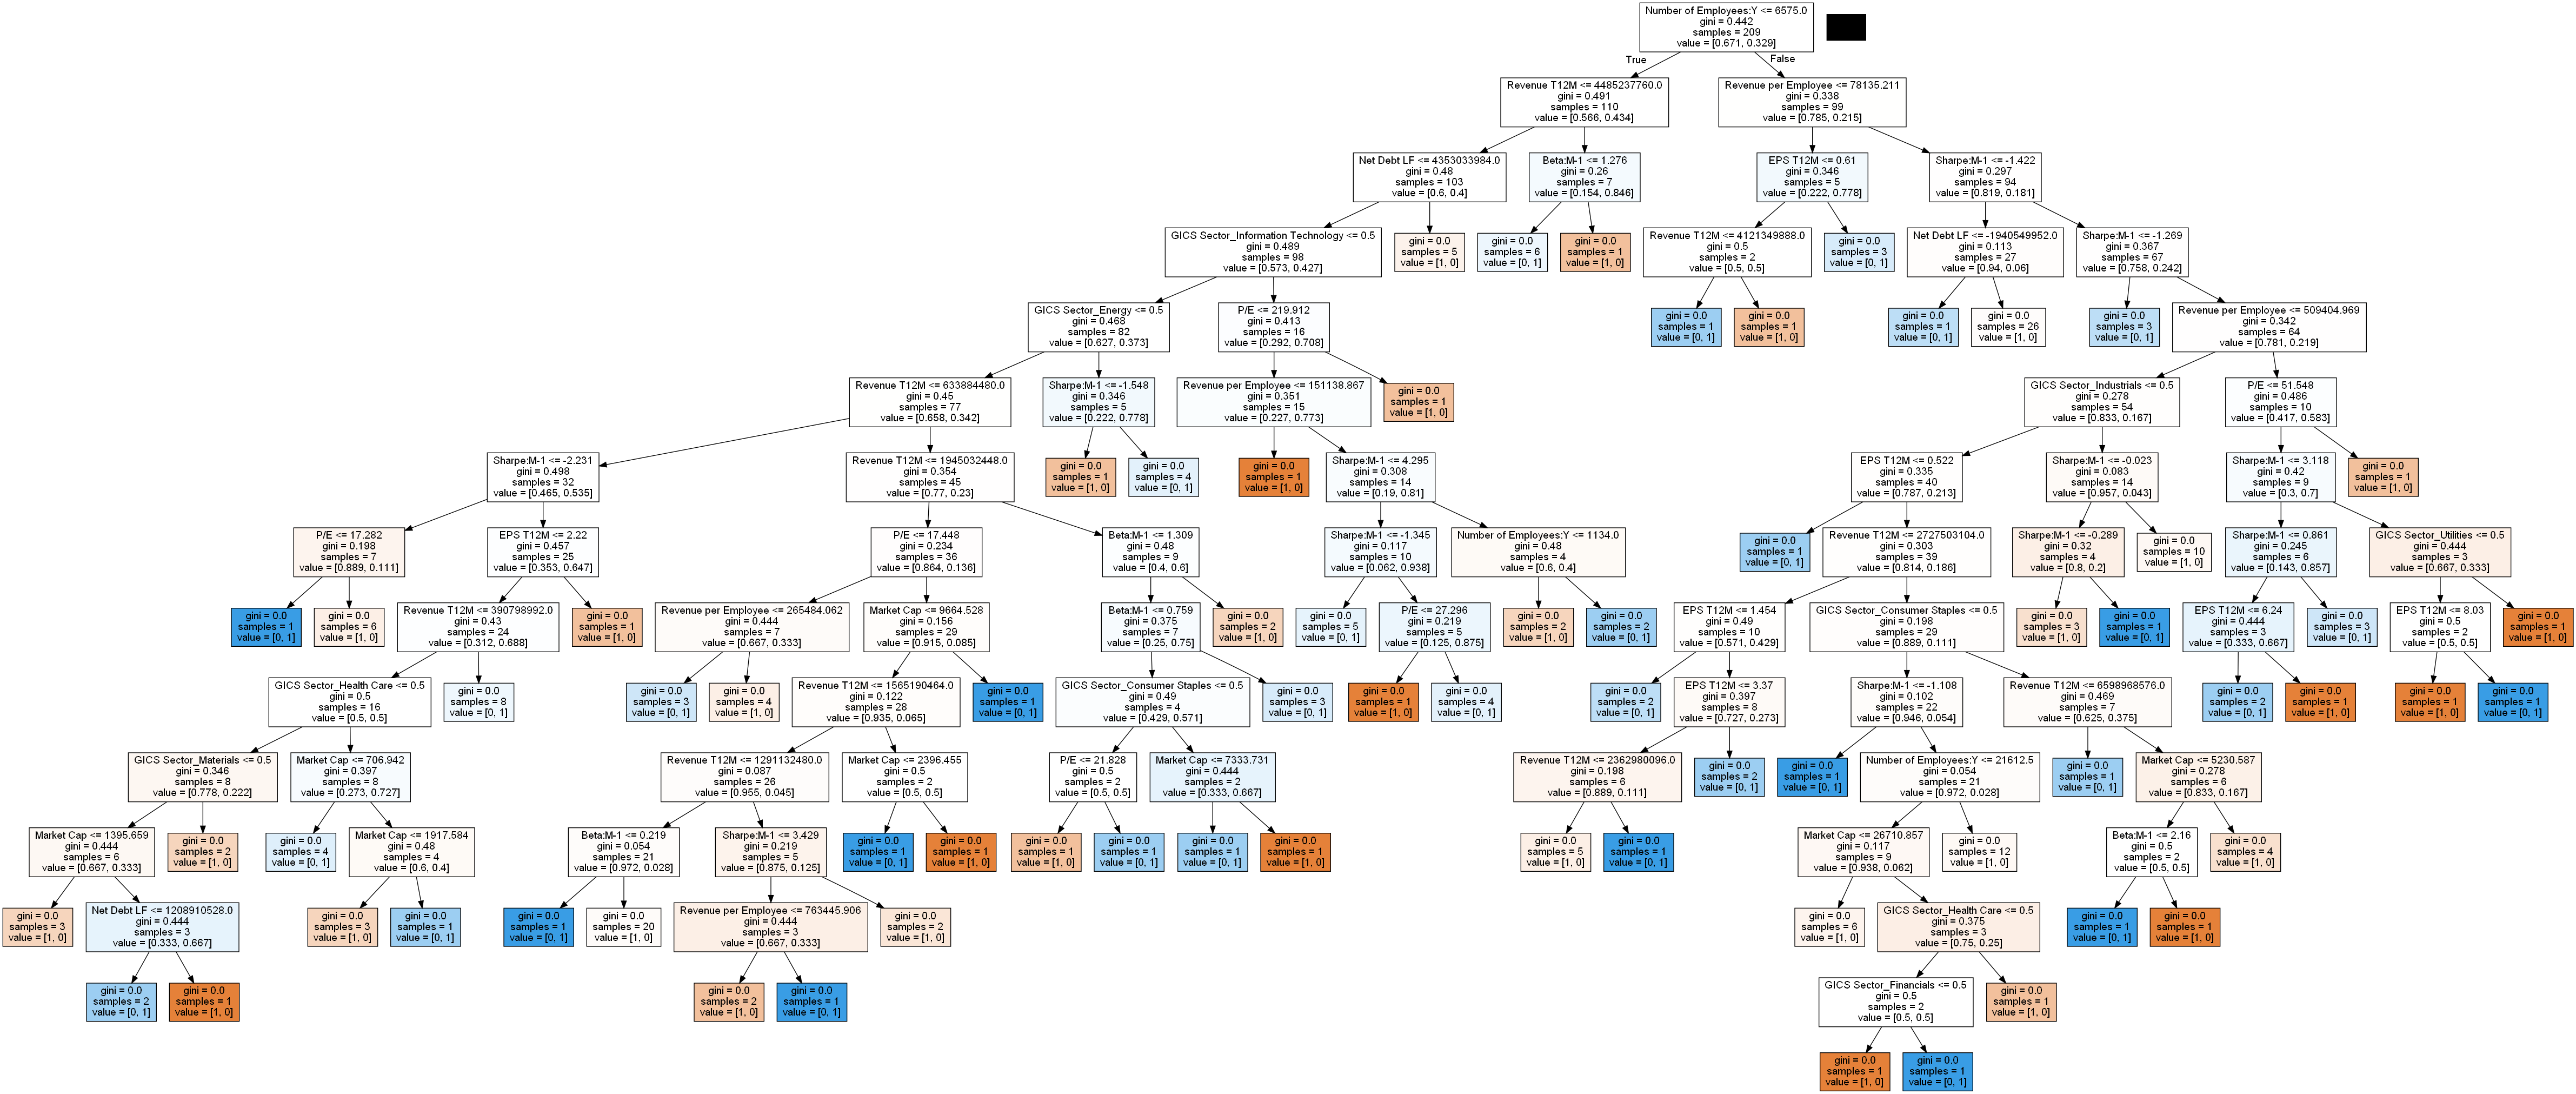 Number of Employees:Y <= 6575.0
gini = 0.442
samples = 209
value = [0.671, 0.329]
True
False
Revenue T12M <= 4485237760.0
gini = 0.491
samples = 110
value = [0.566, 0.434]
Revenue per Employee <= 78135.211
gini = 0.338
samples = 99
value = [0.785, 0.215]
Net Debt LF <= 4353033984.0
gini = 0.48
samples = 103
value = [0.6, 0.4]
Beta:M-1 <= 1.276
gini = 0.26
samples = 7
value = [0.154, 0.846]
EPS T12M <= 0.61
gini = 0.346
samples = 5
value = [0.222, 0.778]
Sharpe:M-1 <= -1.422
gini = 0.297
samples = 94
value = [0.819, 0.181]
GICS Sector_Information Technology <= 0.5
gini = 0.489
samples = 98
value = [0.573, 0.427]
gini = 0.0
samples = 5
value = [1, 0]
gini = 0.0
samples = 6
value = [0, 1]
gini = 0.0
samples = 1
value = [1, 0]
Revenue T12M <= 4121349888.0
gini = 0.5
samples = 2
value = [0.5, 0.5]
gini = 0.0
samples = 3
value = [0, 1]
Net Debt LF <= -1940549952.0
gini = 0.113
samples = 27
value = [0.94, 0.06]
Sharpe:M-1 <= -1.269
gini = 0.367
samples = 67
value = [0.758, 0.242]
GICS Sector_Energy <= 0.5
gini = 0.468
samples = 82
value = [0.627, 0.373]
P/E <= 219.912
gini = 0.413
samples = 16
value = [0.292, 0.708]
gini = 0.0
samples = 1
value = [0, 1]
gini = 0.0
samples = 1
value = [1, 0]
gini = 0.0
samples = 1
value = [0, 1]
gini = 0.0
samples = 26
value = [1, 0]
gini = 0.0
samples = 3
value = [0, 1]
Revenue per Employee <= 509404.969
gini = 0.342
samples = 64
value = [0.781, 0.219]
Revenue T12M <= 633884480.0
gini = 0.45
samples = 77
value = [0.658, 0.342]
Sharpe:M-1 <= -1.548
gini = 0.346
samples = 5
value = [0.222, 0.778]
Revenue per Employee <= 151138.867
gini = 0.351
samples = 15
value = [0.227, 0.773]
gini = 0.0
samples = 1
value = [1, 0]
GICS Sector_Industrials <= 0.5
gini = 0.278
samples = 54
value = [0.833, 0.167]
P/E <= 51.548
gini = 0.486
samples = 10
value = [0.417, 0.583]
Sharpe:M-1 <= -2.231
gini = 0.498
samples = 32
value = [0.465, 0.535]
Revenue T12M <= 1945032448.0
gini = 0.354
samples = 45
value = [0.77, 0.23]
gini = 0.0
samples = 1
value = [1, 0]
gini = 0.0
samples = 4
value = [0, 1]
gini = 0.0
samples = 1
value = [1, 0]
Sharpe:M-1 <= 4.295
gini = 0.308
samples = 14
value = [0.19, 0.81]
EPS T12M <= 0.522
gini = 0.335
samples = 40
value = [0.787, 0.213]
Sharpe:M-1 <= -0.023
gini = 0.083
samples = 14
value = [0.957, 0.043]
Sharpe:M-1 <= 3.118
gini = 0.42
samples = 9
value = [0.3, 0.7]
gini = 0.0
samples = 1
value = [1, 0]
P/E <= 17.282
gini = 0.198
samples = 7
value = [0.889, 0.111]
EPS T12M <= 2.22
gini = 0.457
samples = 25
value = [0.353, 0.647]
P/E <= 17.448
gini = 0.234
samples = 36
value = [0.864, 0.136]
Beta:M-1 <= 1.309
gini = 0.48
samples = 9
value = [0.4, 0.6]
Sharpe:M-1 <= -1.345
gini = 0.117
samples = 10
value = [0.062, 0.938]
Number of Employees:Y <= 1134.0
gini = 0.48
samples = 4
value = [0.6, 0.4]
gini = 0.0
samples = 1
value = [0, 1]
Revenue T12M <= 2727503104.0
gini = 0.303
samples = 39
value = [0.814, 0.186]
Sharpe:M-1 <= -0.289
gini = 0.32
samples = 4
value = [0.8, 0.2]
gini = 0.0
samples = 10
value = [1, 0]
Sharpe:M-1 <= 0.861
gini = 0.245
samples = 6
value = [0.143, 0.857]
GICS Sector_Utilities <= 0.5
gini = 0.444
samples = 3
value = [0.667, 0.333]
gini = 0.0
samples = 1
value = [0, 1]
gini = 0.0
samples = 6
value = [1, 0]
Revenue T12M <= 390798992.0
gini = 0.43
samples = 24
value = [0.312, 0.688]
gini = 0.0
samples = 1
value = [1, 0]
Revenue per Employee <= 265484.062
gini = 0.444
samples = 7
value = [0.667, 0.333]
Market Cap <= 9664.528
gini = 0.156
samples = 29
value = [0.915, 0.085]
Beta:M-1 <= 0.759
gini = 0.375
samples = 7
value = [0.25, 0.75]
gini = 0.0
samples = 2
value = [1, 0]
gini = 0.0
samples = 5
value = [0, 1]
P/E <= 27.296
gini = 0.219
samples = 5
value = [0.125, 0.875]
gini = 0.0
samples = 2
value = [1, 0]
gini = 0.0
samples = 2
value = [0, 1]
EPS T12M <= 1.454
gini = 0.49
samples = 10
value = [0.571, 0.429]
GICS Sector_Consumer Staples <= 0.5
gini = 0.198
samples = 29
value = [0.889, 0.111]
gini = 0.0
samples = 3
value = [1, 0]
gini = 0.0
samples = 1
value = [0, 1]
EPS T12M <= 6.24
gini = 0.444
samples = 3
value = [0.333, 0.667]
gini = 0.0
samples = 3
value = [0, 1]
EPS T12M <= 8.03
gini = 0.5
samples = 2
value = [0.5, 0.5]
gini = 0.0
samples = 1
value = [1, 0]
GICS Sector_Health Care <= 0.5
gini = 0.5
samples = 16
value = [0.5, 0.5]
gini = 0.0
samples = 8
value = [0, 1]
gini = 0.0
samples = 3
value = [0, 1]
gini = 0.0
samples = 4
value = [1, 0]
Revenue T12M <= 1565190464.0
gini = 0.122
samples = 28
value = [0.935, 0.065]
gini = 0.0
samples = 1
value = [0, 1]
GICS Sector_Consumer Staples <= 0.5
gini = 0.49
samples = 4
value = [0.429, 0.571]
gini = 0.0
samples = 3
value = [0, 1]
gini = 0.0
samples = 1
value = [1, 0]
gini = 0.0
samples = 4
value = [0, 1]
gini = 0.0
samples = 2
value = [0, 1]
EPS T12M <= 3.37
gini = 0.397
samples = 8
value = [0.727, 0.273]
Sharpe:M-1 <= -1.108
gini = 0.102
samples = 22
value = [0.946, 0.054]
Revenue T12M <= 6598968576.0
gini = 0.469
samples = 7
value = [0.625, 0.375]
gini = 0.0
samples = 2
value = [0, 1]
gini = 0.0
samples = 1
value = [1, 0]
gini = 0.0
samples = 1
value = [1, 0]
gini = 0.0
samples = 1
value = [0, 1]
GICS Sector_Materials <= 0.5
gini = 0.346
samples = 8
value = [0.778, 0.222]
Market Cap <= 706.942
gini = 0.397
samples = 8
value = [0.273, 0.727]
Revenue T12M <= 1291132480.0
gini = 0.087
samples = 26
value = [0.955, 0.045]
Market Cap <= 2396.455
gini = 0.5
samples = 2
value = [0.5, 0.5]
P/E <= 21.828
gini = 0.5
samples = 2
value = [0.5, 0.5]
Market Cap <= 7333.731
gini = 0.444
samples = 2
value = [0.333, 0.667]
Revenue T12M <= 2362980096.0
gini = 0.198
samples = 6
value = [0.889, 0.111]
gini = 0.0
samples = 2
value = [0, 1]
gini = 0.0
samples = 1
value = [0, 1]
Number of Employees:Y <= 21612.5
gini = 0.054
samples = 21
value = [0.972, 0.028]
gini = 0.0
samples = 1
value = [0, 1]
Market Cap <= 5230.587
gini = 0.278
samples = 6
value = [0.833, 0.167]
Market Cap <= 1395.659
gini = 0.444
samples = 6
value = [0.667, 0.333]
gini = 0.0
samples = 2
value = [1, 0]
gini = 0.0
samples = 4
value = [0, 1]
Market Cap <= 1917.584
gini = 0.48
samples = 4
value = [0.6, 0.4]
Beta:M-1 <= 0.219
gini = 0.054
samples = 21
value = [0.972, 0.028]
Sharpe:M-1 <= 3.429
gini = 0.219
samples = 5
value = [0.875, 0.125]
gini = 0.0
samples = 1
value = [0, 1]
gini = 0.0
samples = 1
value = [1, 0]
gini = 0.0
samples = 1
value = [1, 0]
gini = 0.0
samples = 1
value = [0, 1]
gini = 0.0
samples = 1
value = [0, 1]
gini = 0.0
samples = 1
value = [1, 0]
gini = 0.0
samples = 5
value = [1, 0]
gini = 0.0
samples = 1
value = [0, 1]
Market Cap <= 26710.857
gini = 0.117
samples = 9
value = [0.938, 0.062]
gini = 0.0
samples = 12
value = [1, 0]
Beta:M-1 <= 2.16
gini = 0.5
samples = 2
value = [0.5, 0.5]
gini = 0.0
samples = 4
value = [1, 0]
gini = 0.0
samples = 3
value = [1, 0]
Net Debt LF <= 1208910528.0
gini = 0.444
samples = 3
value = [0.333, 0.667]
gini = 0.0
samples = 3
value = [1, 0]
gini = 0.0
samples = 1
value = [0, 1]
gini = 0.0
samples = 1
value = [0, 1]
gini = 0.0
samples = 20
value = [1, 0]
Revenue per Employee <= 763445.906
gini = 0.444
samples = 3
value = [0.667, 0.333]
gini = 0.0
samples = 2
value = [1, 0]
gini = 0.0
samples = 6
value = [1, 0]
GICS Sector_Health Care <= 0.5
gini = 0.375
samples = 3
value = [0.75, 0.25]
gini = 0.0
samples = 1
value = [0, 1]
gini = 0.0
samples = 1
value = [1, 0]
gini = 0.0
samples = 2
value = [0, 1]
gini = 0.0
samples = 1
value = [1, 0]
gini = 0.0
samples = 2
value = [1, 0]
gini = 0.0
samples = 1
value = [0, 1]
GICS Sector_Financials <= 0.5
gini = 0.5
samples = 2
value = [0.5, 0.5]
gini = 0.0
samples = 1
value = [1, 0]
gini = 0.0
samples = 1
value = [1, 0]
gini = 0.0
samples = 1
value = [0, 1]